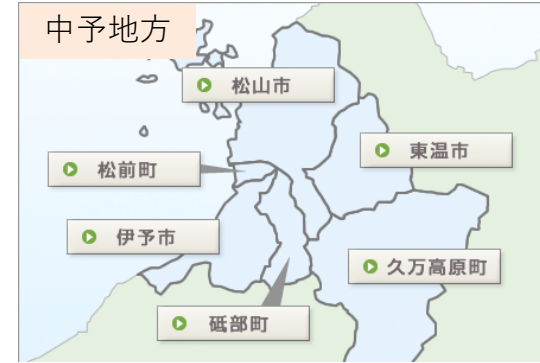 中予地方
松山市
東温市
松前町
伊予市
久万高原町
砥部町